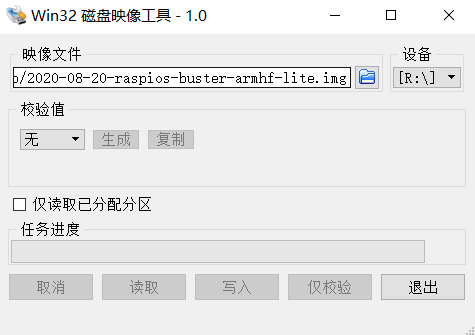 Win32 磁盘映像工具 - 1.0
映像文件 设备
o/2020-08-20-raspios-buster-armhf-lite.img [R:\]
校验值
无 生成 复制
仅读取已分配分区
任务进度
取消 读取 写入 仅校验 退出